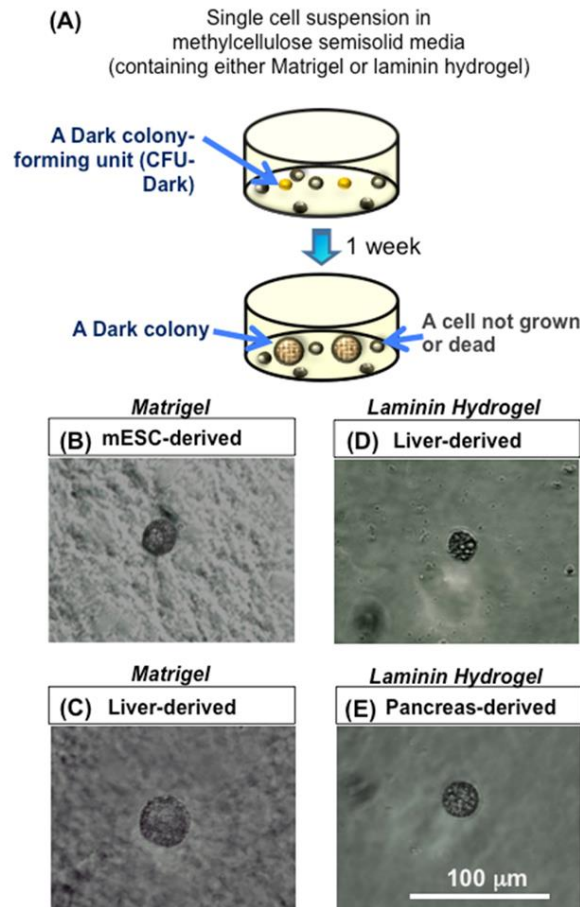 (A)
Single cell suspension in
methylcellulose semisolid media
(containing either Matrigel or laminin hydrogel)
A Dark colony-
forming unit (CFU-
Dark)
1 week
A Dark colony
A cell not grown
or dead
Matrigel
(B) mESC-derived
Laminin Hydrogel
(D) Liver-derived
Matrigel
(C) Liver-derived
Laminin Hydrogel
(E) Pancreas-derived
100 μm